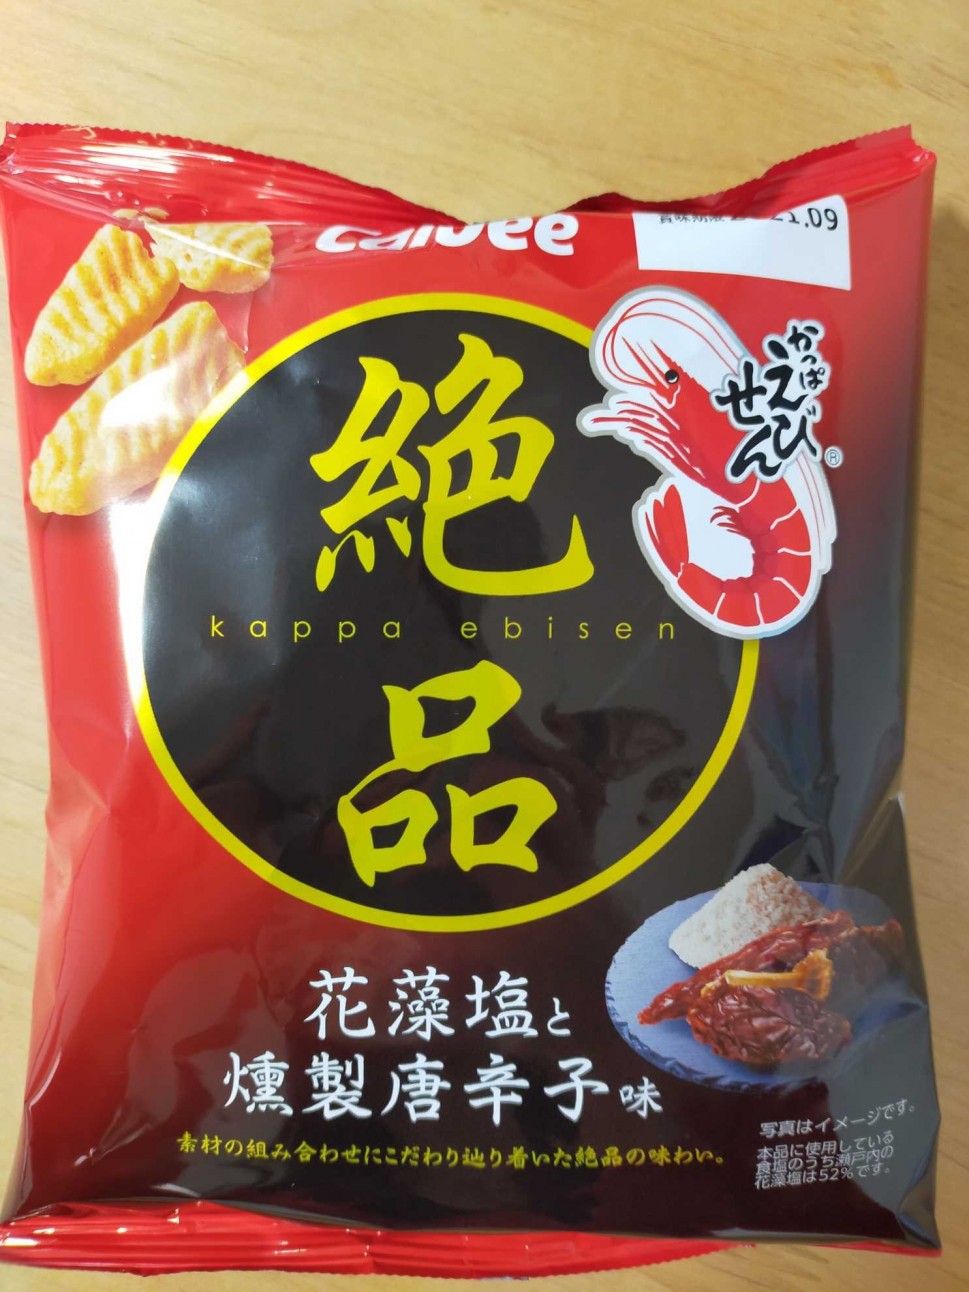 Calbee
賞味期限
1.09
かっぱ
えび
せん
®
絶
kappa ebisen
品
花藻塩と
燻製唐辛子味
素材の組み合わせにこだわり辿り着いた絶品の味わい。
写真はイメージです。
本品に使用している
食塩のうち瀬戸内の
花藻塩は52%です。